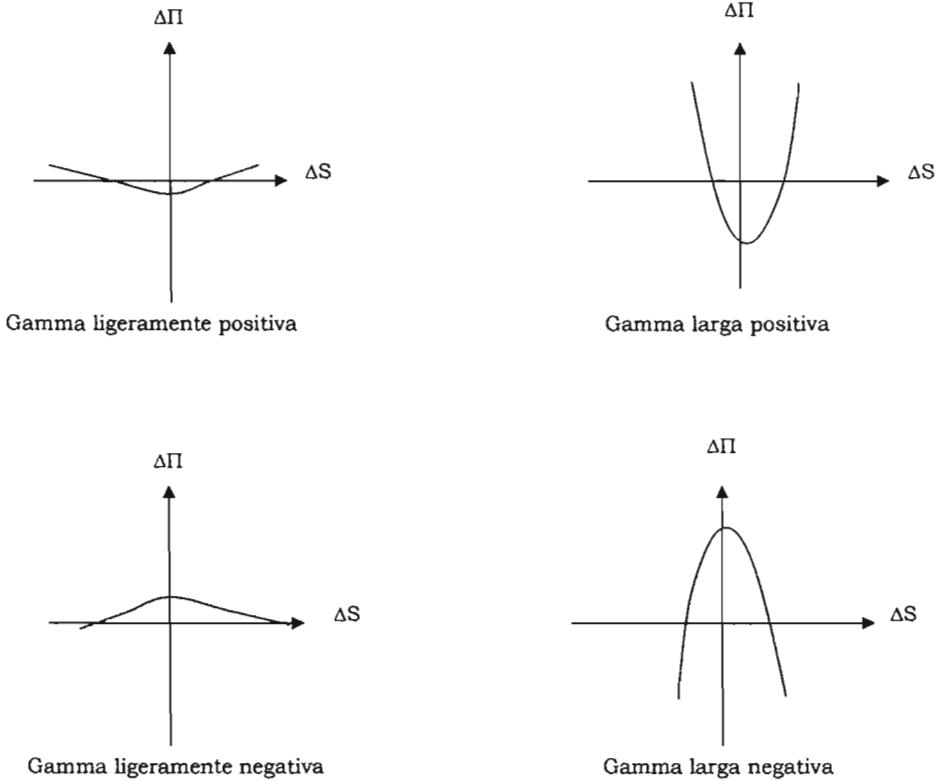 ΔΠ
ΔS
Gamma ligeramente positiva
ΔΠ
ΔS
Gamma larga positiva
ΔΠ
ΔS
Gamma ligeramente negativa
ΔΠ
ΔS
Gamma larga negativa